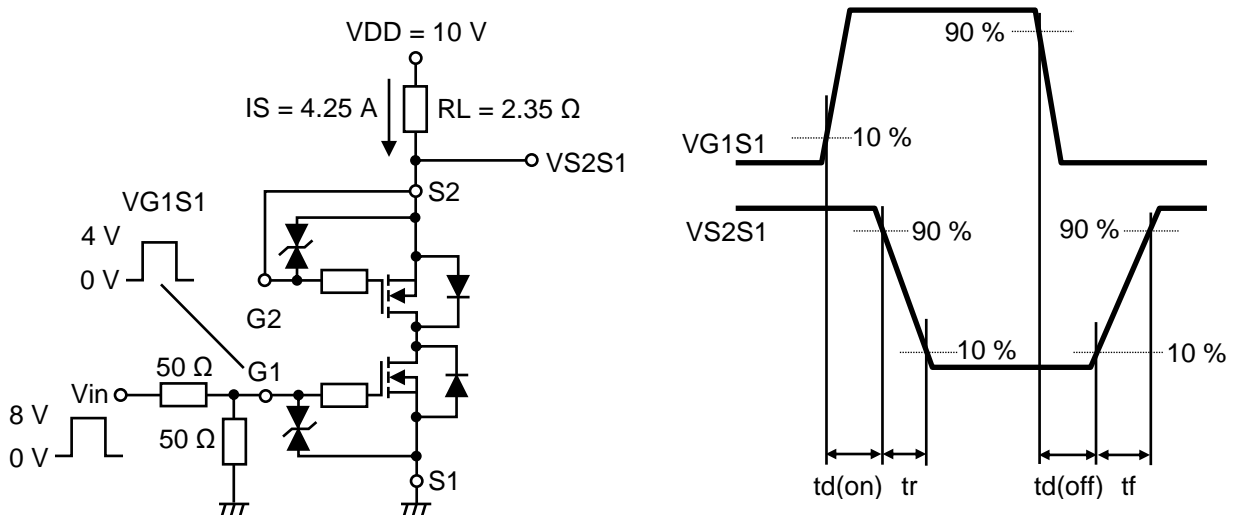 VDD = 10 V
IS = 4.25 A
RL = 2.35 Ω
VS2S1
S2
VG1S1
4 V
0 V
G2
50 Ω
G1
Vin
8 V
0 V
50 Ω
S1
90 %
VG1S1
10 %
VS2S1
90 %
90 %
10 %
10 %
td(on)
tr
td(off)
tf